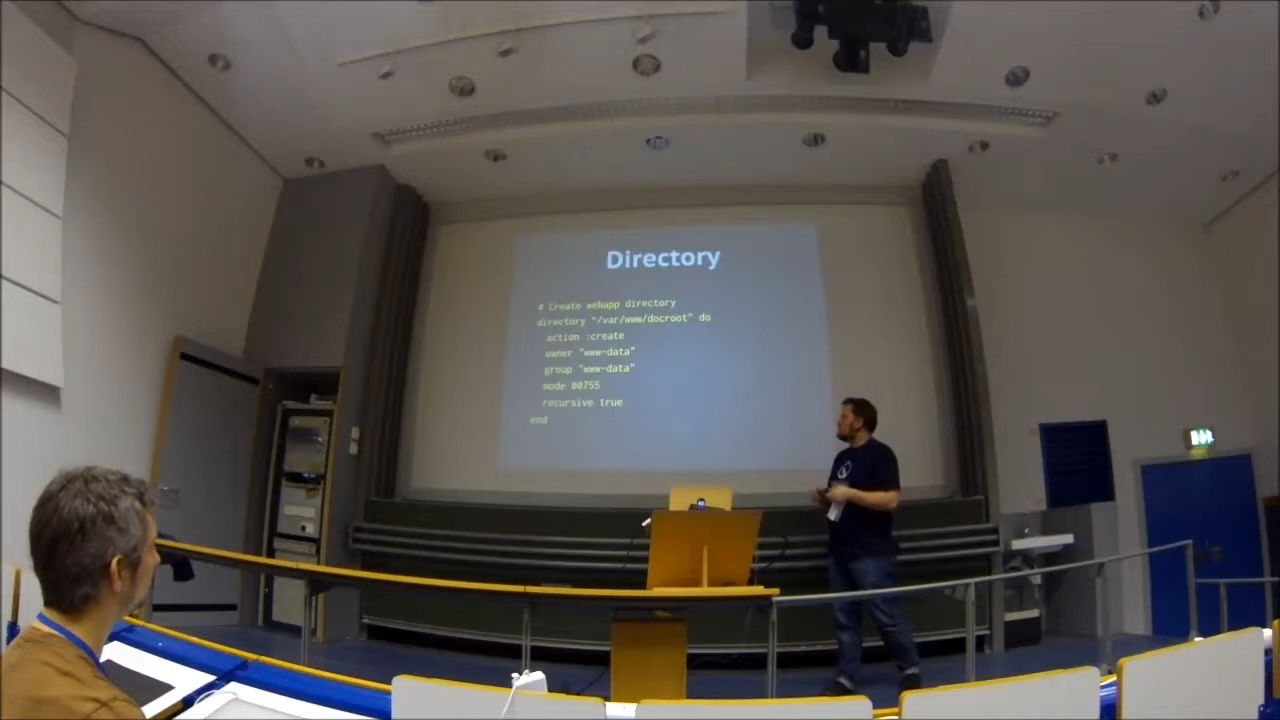 Directory
# Create webapp directory
directory "/var/www/docroot" do
action :create
owner "www-data"
group "www-data"
mode 00755
recursive true
end